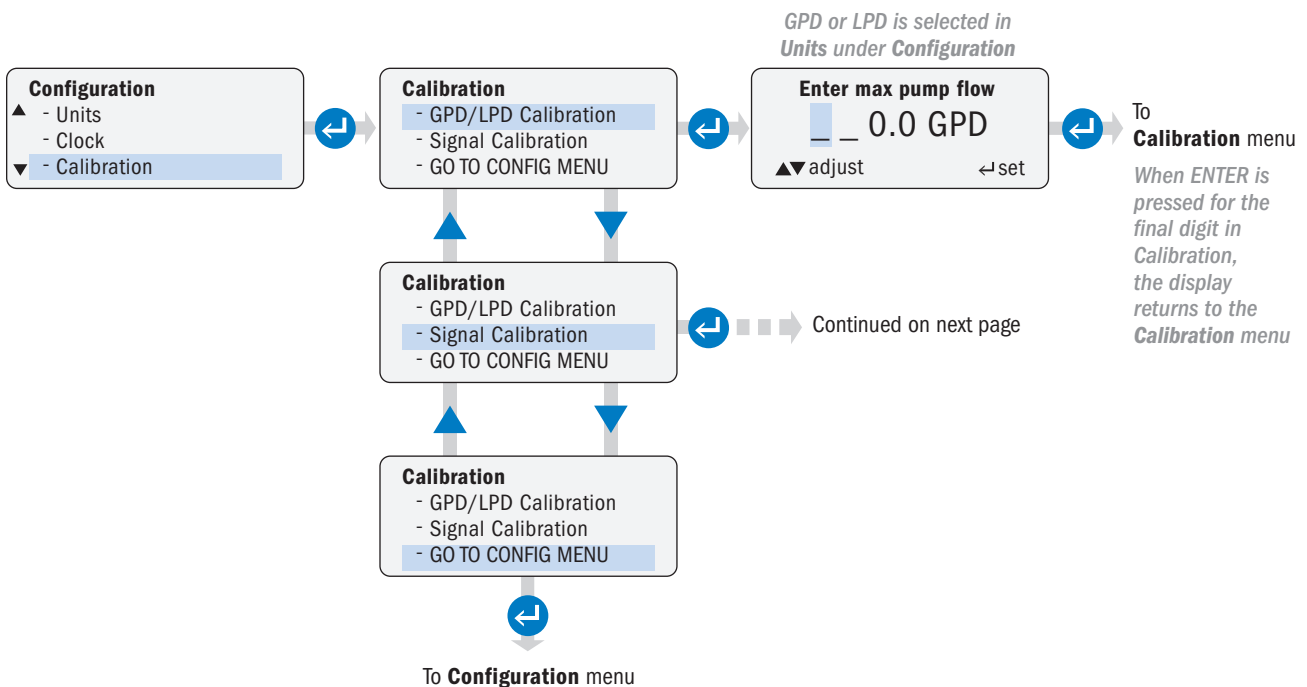 GPD or LPD is selected in
Units under Configuration
Configuration
- Units
- Clock
- Calibration
Calibration
- GPD/LPD Calibration
- Signal Calibration
- GO TO CONFIG MENU
Enter max pump flow
_ _ 0.0 GPD
▲▼ adjust ↵ set
To
Calibration menu
When ENTER is
pressed for the
final digit in
Calibration,
the display
returns to the
Calibration menu
Calibration
- GPD/LPD Calibration
- Signal Calibration
- GO TO CONFIG MENU
Continued on next page
Calibration
- GPD/LPD Calibration
- Signal Calibration
- GO TO CONFIG MENU
To Configuration menu